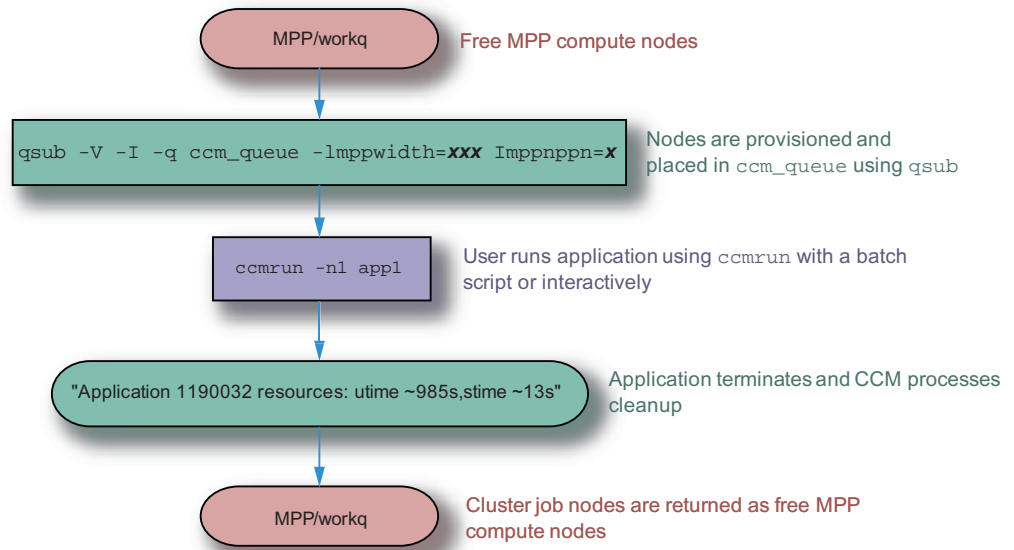 MPP/workq
Free MPP compute nodes
qsub -V -I -q ccm_queue -lmppwidth=xxx Imppnppn=x
Nodes are provisioned and
placed in ccm_queue using qsub
ccmrun -n1 app1
User runs application using ccmrun with a batch
script or interactively
"Application 1190032 resources: utime ~985s,stime ~13s"
Application terminates and CCM processes
cleanup
MPP/workq
Cluster job nodes are returned as free MPP
compute nodes